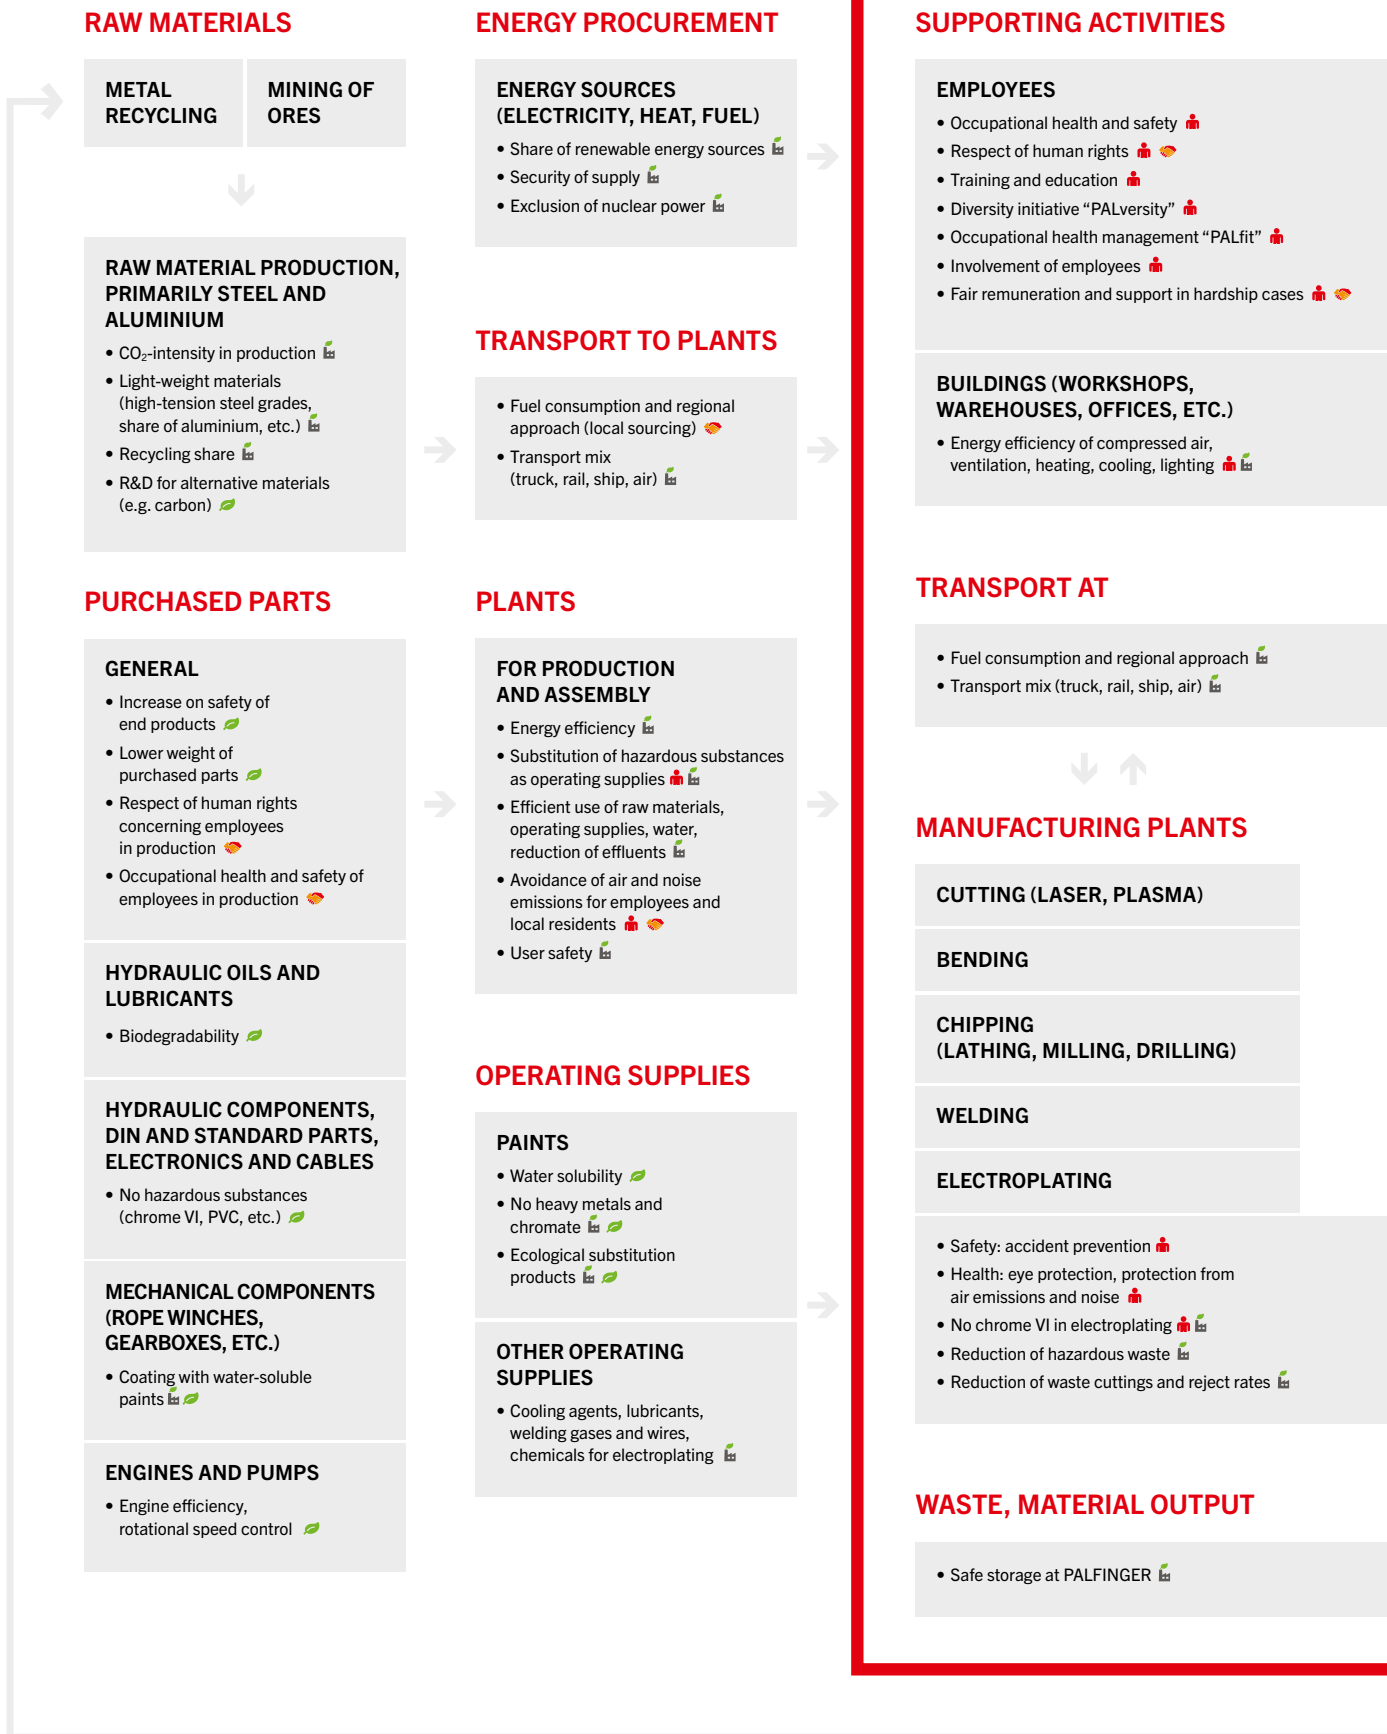 RAW MATERIALS
METAL
RECYCLING
MINING OF
ORES
RAW MATERIAL PRODUCTION,
PRIMARILY STEEL AND
ALUMINIUM
• CO₂-intensity in production
• Light-weight materials
(high-tension steel grades,
share of aluminium, etc.)
• Recycling share
• R&D for alternative materials
(e.g. carbon)
PURCHASED PARTS
GENERAL
• Increase on safety of
end products
• Lower weight of
purchased parts
• Respect of human rights
concerning employees
in production
• Occupational health and safety of
employees in production
HYDRAULIC OILS AND
LUBRICANTS
• Biodegradability
HYDRAULIC COMPONENTS,
DIN AND STANDARD PARTS,
ELECTRONICS AND CABLES
• No hazardous substances
(chrome VI, PVC, etc.)
MECHANICAL COMPONENTS
(ROPE WINCHES,
GEARBOXES, ETC.)
• Coating with water-soluble
paints
ENGINES AND PUMPS
• Engine efficiency,
rotational speed control
ENERGY PROCUREMENT
ENERGY SOURCES
(ELECTRICITY, HEAT, FUEL)
• Share of renewable energy sources
• Security of supply
• Exclusion of nuclear power
TRANSPORT TO PLANTS
• Fuel consumption and regional
approach (local sourcing)
• Transport mix
(truck, rail, ship, air)
PLANTS
FOR PRODUCTION
AND ASSEMBLY
• Energy efficiency
• Substitution of hazardous substances
as operating supplies
• Efficient use of raw materials,
operating supplies, water,
reduction of effluents
• Avoidance of air and noise
emissions for employees and
local residents
• User safety
OPERATING SUPPLIES
PAINTS
• Water solubility
• No heavy metals and
chromate
• Ecological substitution
products
OTHER OPERATING
SUPPLIES
• Cooling agents, lubricants,
welding gases and wires,
chemicals for electroplating
SUPPORTING ACTIVITIES
EMPLOYEES
• Occupational health and safety
• Respect of human rights
• Training and education
• Diversity initiative “PALversity”
• Occupational health management “PALfit”
• Involvement of employees
• Fair remuneration and support in hardship cases
BUILDINGS (WORKSHOPS,
WAREHOUSES, OFFICES, ETC.)
• Energy efficiency of compressed air,
ventilation, heating, cooling, lighting
TRANSPORT AT
• Fuel consumption and regional approach
• Transport mix (truck, rail, ship, air)
MANUFACTURING PLANTS
CUTTING (LASER, PLASMA)
BENDING
CHIPPING
(LATHING, MILLING, DRILLING)
WELDING
ELECTROPLATING
• Safety: accident prevention
• Health: eye protection, protection from
air emissions and noise
• No chrome VI in electroplating
• Reduction of hazardous waste
• Reduction of waste cuttings and reject rates
WASTE, MATERIAL OUTPUT
• Safe storage at PALFINGER